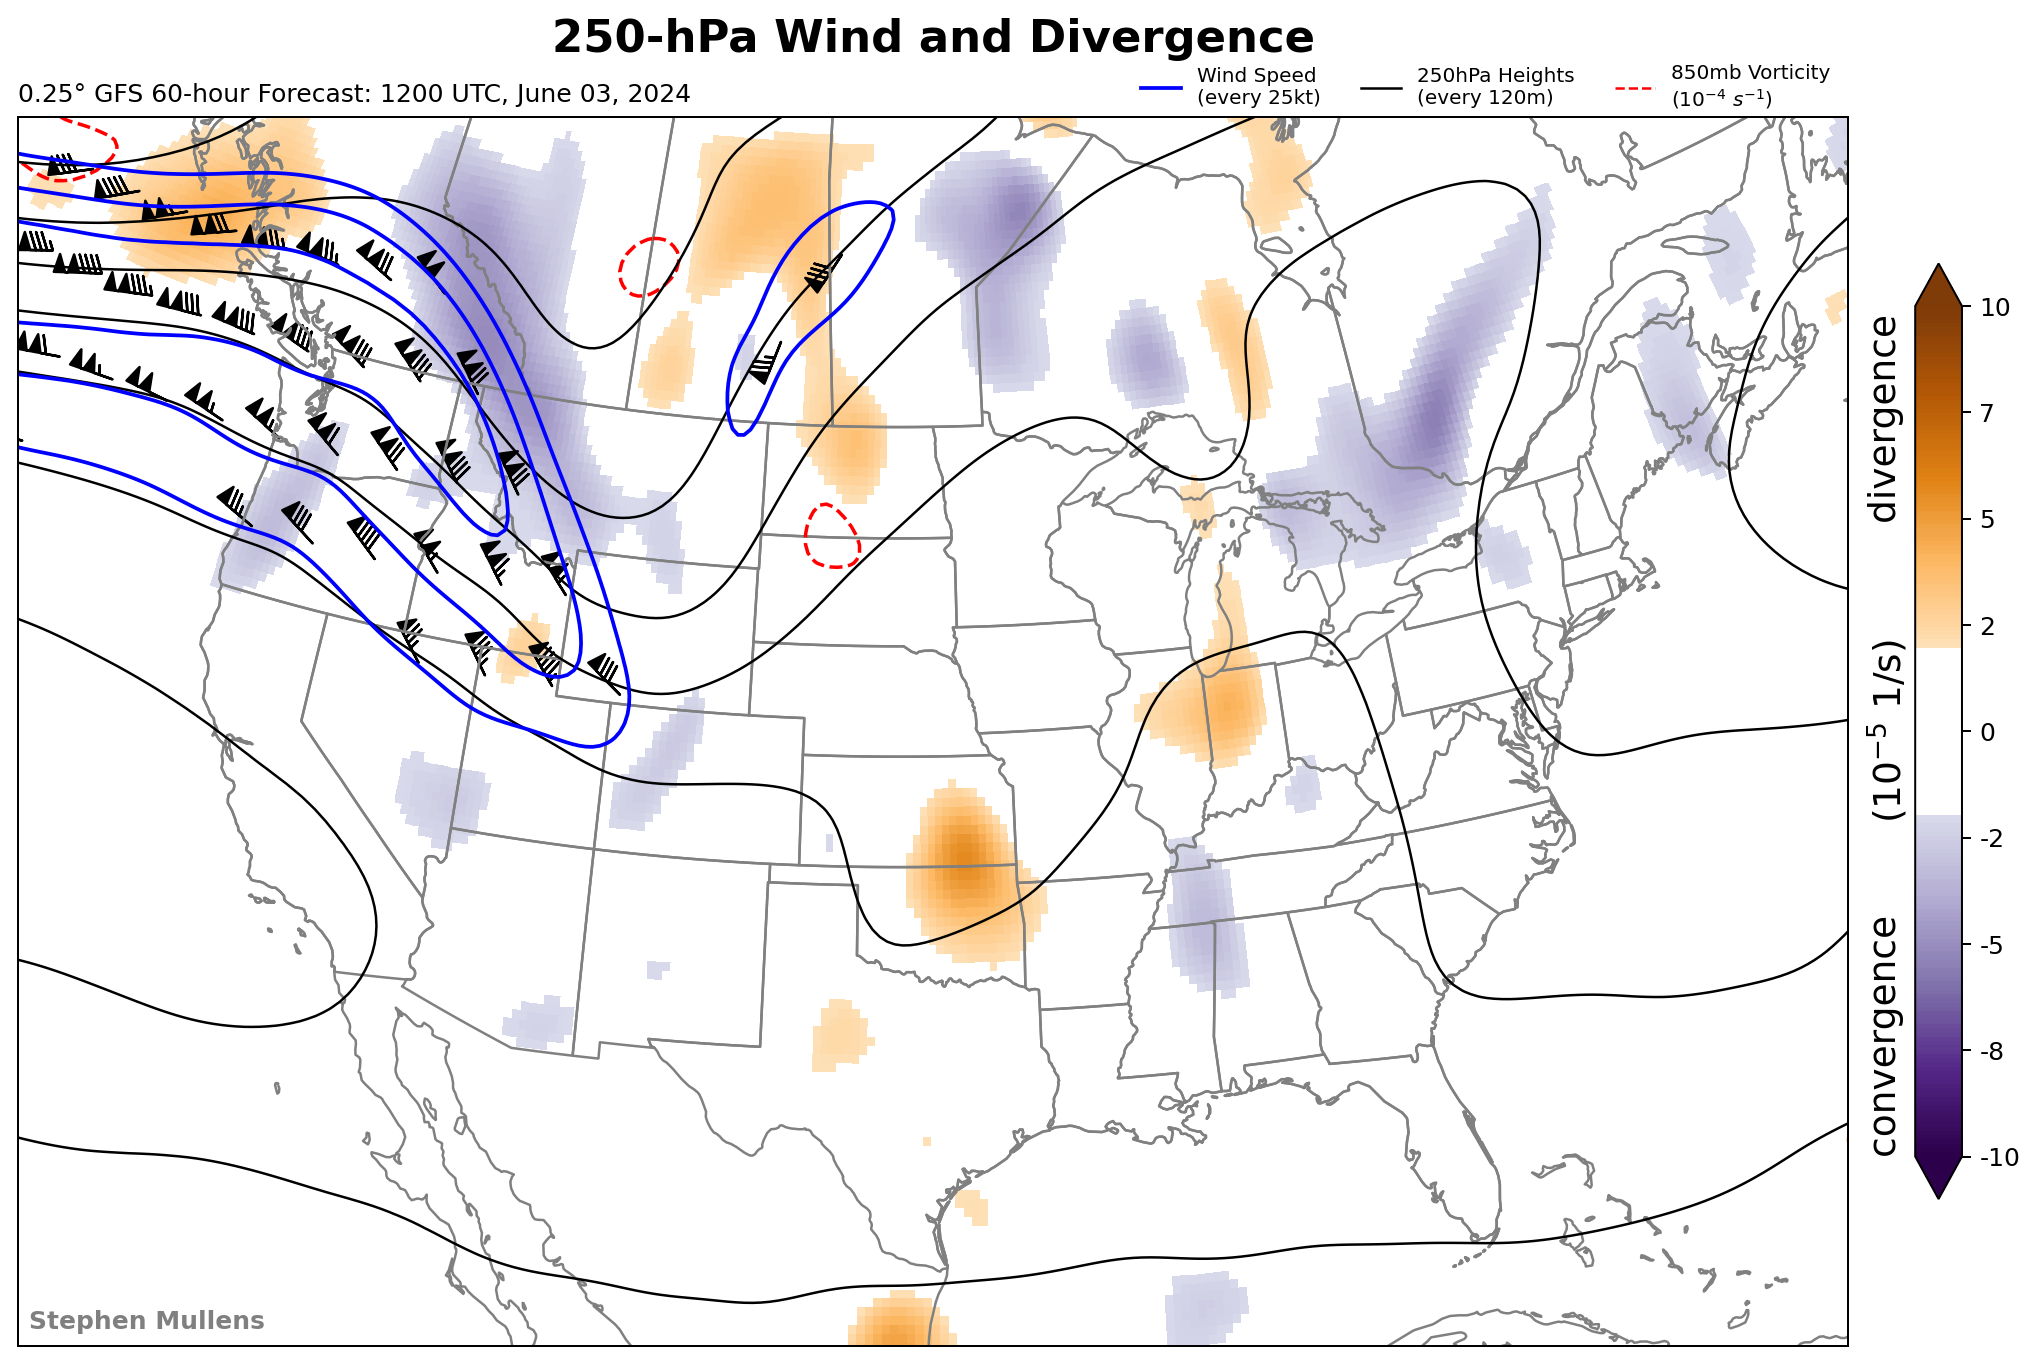 250-hPa Wind and Divergence
0.25° GFS 60-hour Forecast: 1200 UTC, June 03, 2024
Wind Speed
(every 25kt)
250hPa Heights
(every 120m)
850mb Vorticity
(10⁻⁴ s⁻¹)
10
7
5
2
0
-2
-5
-8
-10
convergence (10⁻⁵ 1/s) divergence
Stephen Mullens